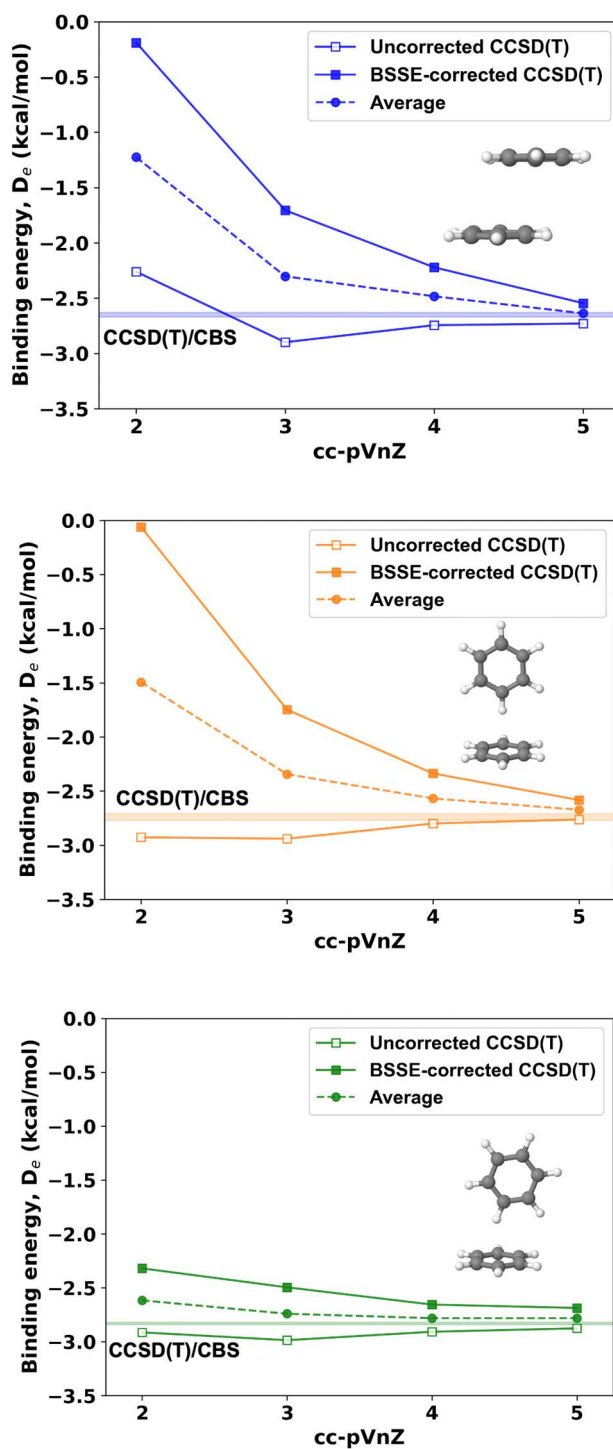 0.0
−0.5
−1.0
−1.5
−2.0
−2.5
−3.0
−3.5
Binding energy, Dₑ (kcal/mol)
Uncorrected CCSD(T)
BSSE-corrected CCSD(T)
Average
CCSD(T)/CBS
2 3 4 5
cc-pVnZ
0.0
−0.5
−1.0
−1.5
−2.0
−2.5
−3.0
−3.5
Binding energy, Dₑ (kcal/mol)
Uncorrected CCSD(T)
BSSE-corrected CCSD(T)
Average
CCSD(T)/CBS
2 3 4 5
cc-pVnZ
0.0
−0.5
−1.0
−1.5
−2.0
−2.5
−3.0
−3.5
Binding energy, Dₑ (kcal/mol)
Uncorrected CCSD(T)
BSSE-corrected CCSD(T)
Average
CCSD(T)/CBS
2 3 4 5
cc-pVnZ